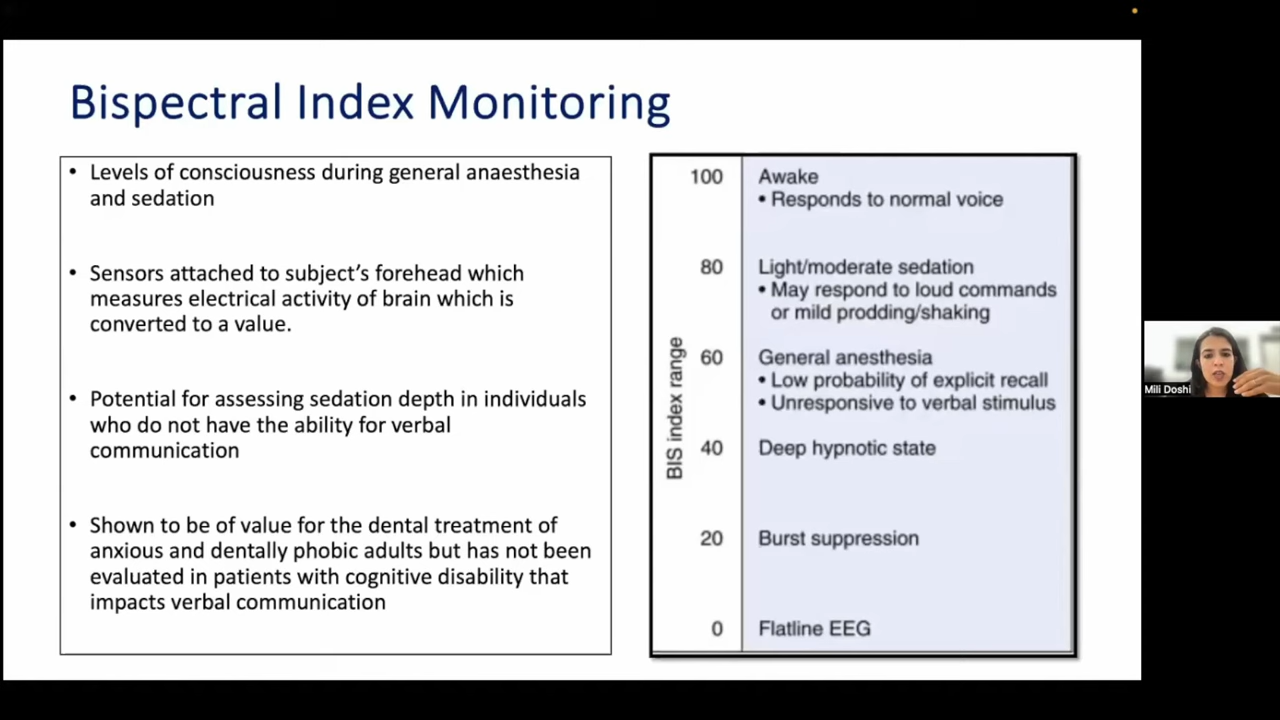 Bispectral Index Monitoring
• Levels of consciousness during general anaesthesia
and sedation
• Sensors attached to subject’s forehead which
measures electrical activity of brain which is
converted to a value.
• Potential for assessing sedation depth in individuals
who do not have the ability for verbal
communication
• Shown to be of value for the dental treatment of
anxious and dentally phobic adults but has not been
evaluated in patients with cognitive disability that
impacts verbal communication
BIS index range
100 Awake
• Responds to normal voice
80 Light/moderate sedation
• May respond to loud commands
or mild prodding/shaking
60 General anesthesia
• Low probability of explicit recall
• Unresponsive to verbal stimulus
40 Deep hypnotic state
20 Burst suppression
0 Flatline EEG
Mili Doshi